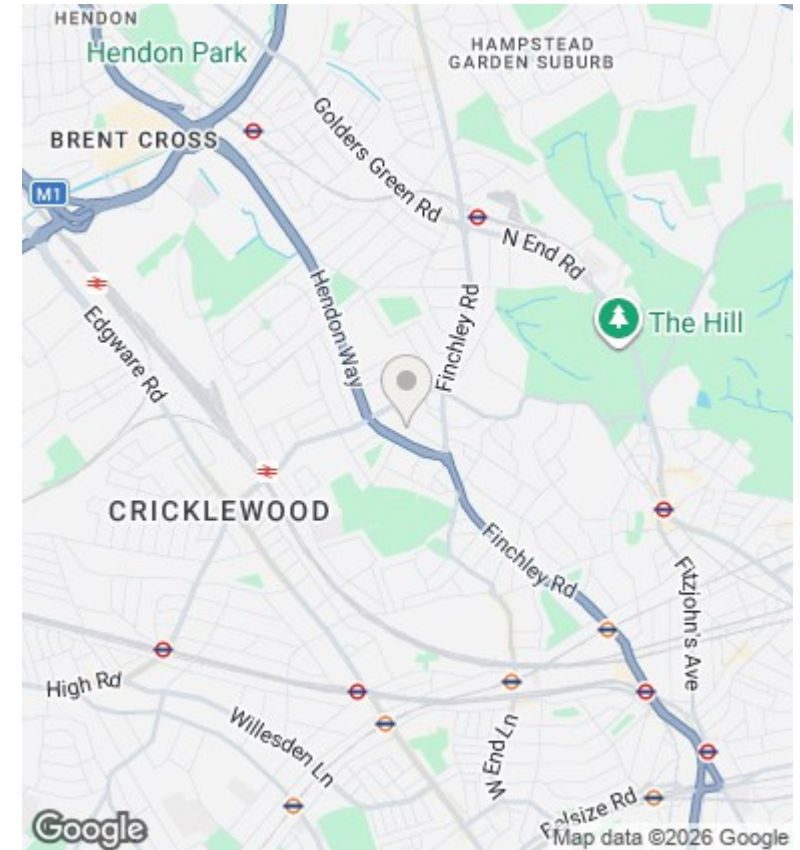 HENDON
Hendon Park
HAMPSTEAD
GARDEN SUBURB
Golders Green Rd
BRENT CROSS
M1
N End Rd
Hendon Way
Finchley Rd
The Hill
Edgware Rd
CRICKLEWOOD
Finchley Rd
Fitzjohn's Ave
High Rd
Willesden Ln
W End Ln
Belsize Rd
Google
Map data ©2026 Google